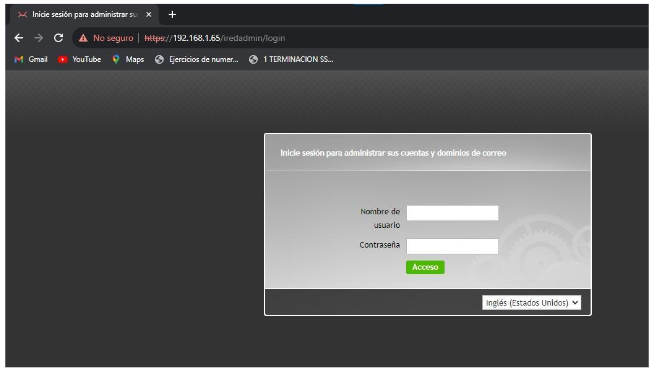 Inicie sesión para administrar su
No seguro https://192.168.1.65/iredadmin/login
Gmail YouTube Maps Ejercicios de numer... 1 TERMINACION SS...
Inicie sesión para administrar sus cuentas y dominios de correo
Nombre de
usuario
Contraseña
Acceso
Inglés (Estados Unidos)